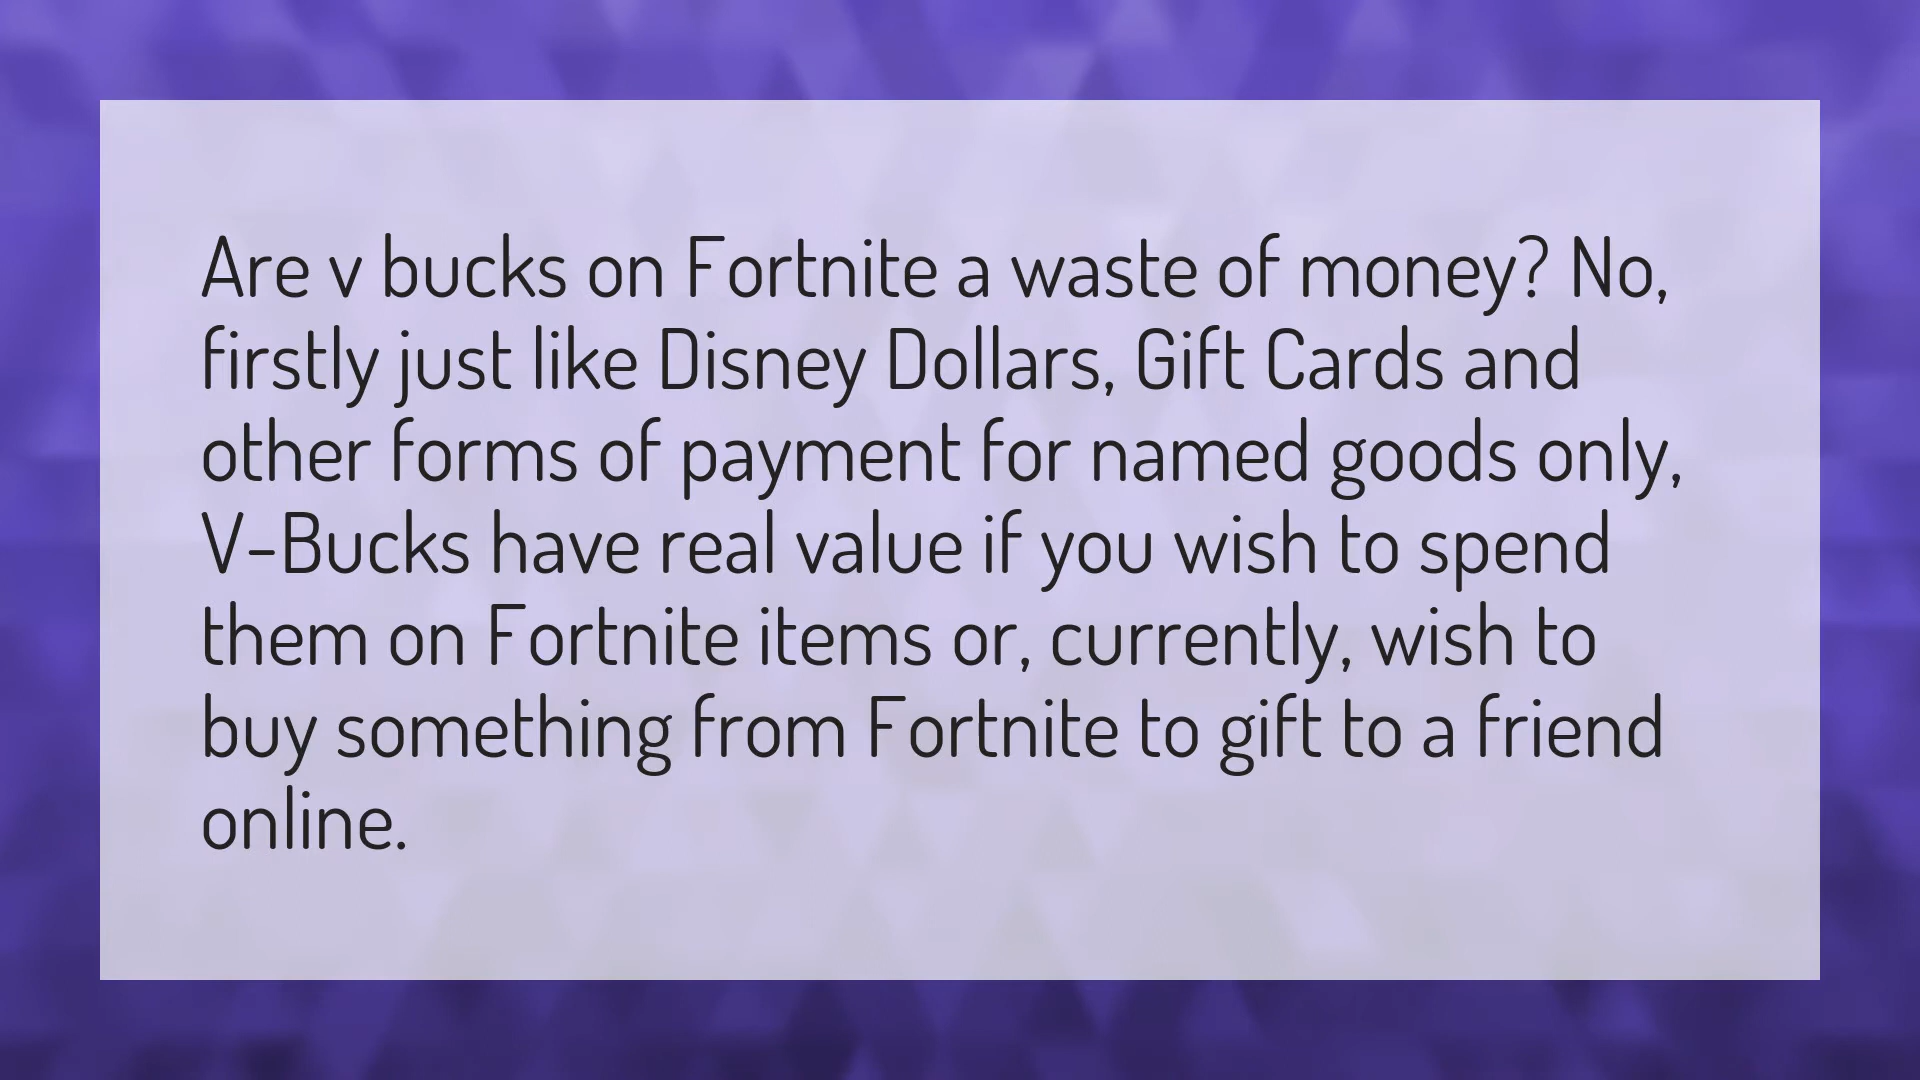 Are v bucks on Fortnite a waste of money? No,
firstly just like Disney Dollars, Gift Cards and
other forms of payment for named goods only,
V-Bucks have real value if you wish to spend
them on Fortnite items or, currently, wish to
buy something from Fortnite to gift to a friend
online.